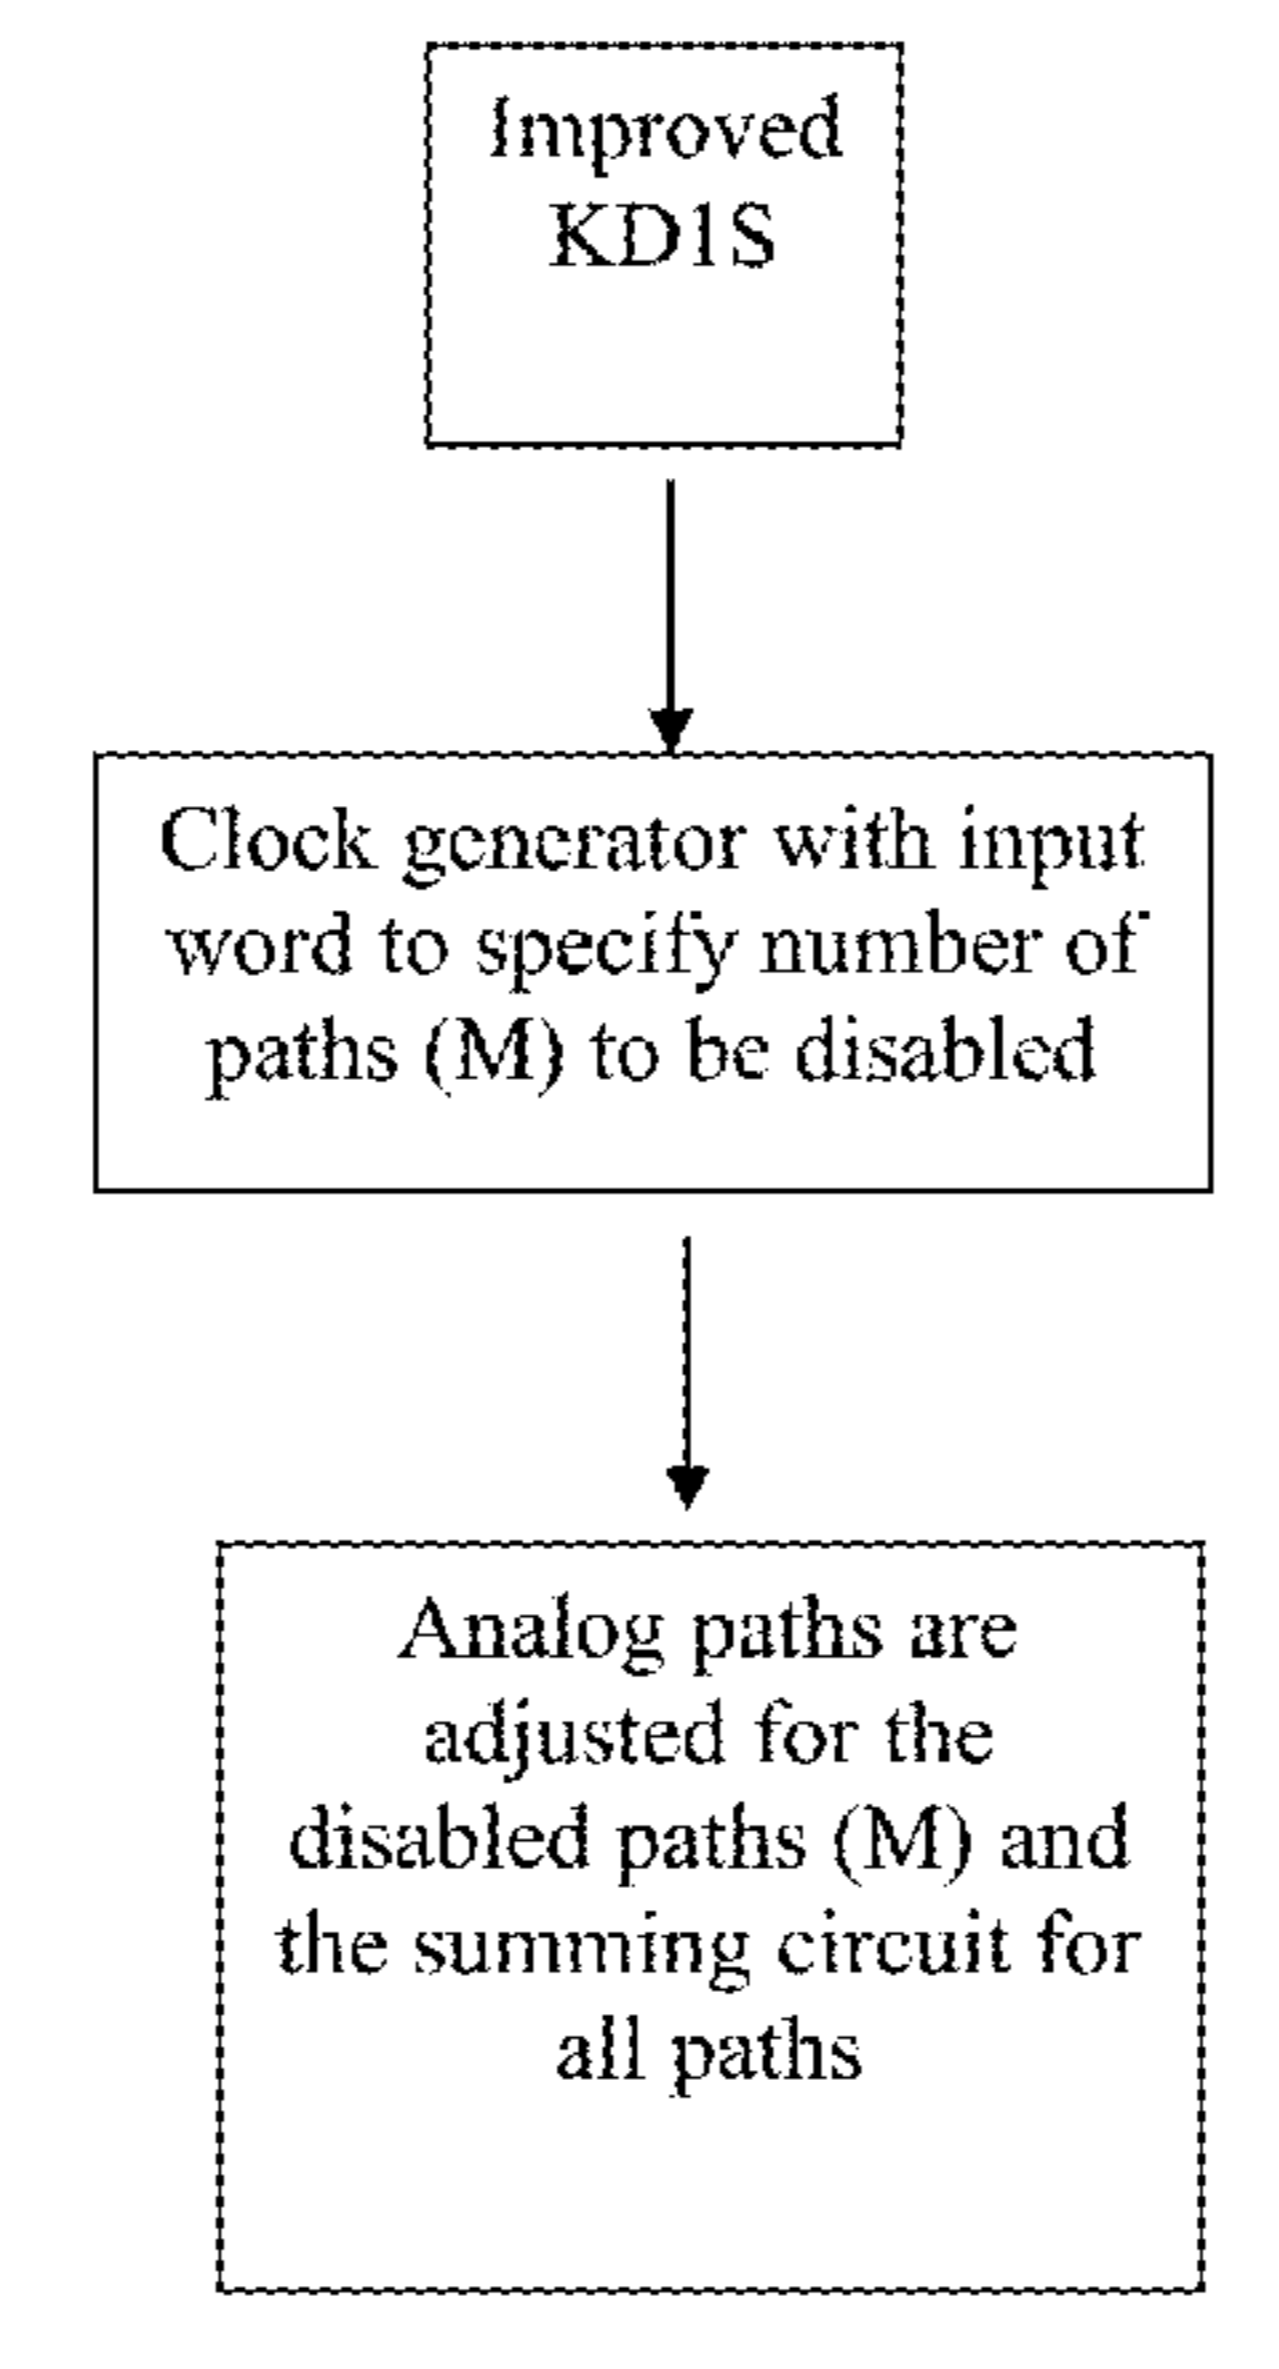 Improved
KD1S
Clock generator with input
word to specify number of
paths (M) to be disabled
Analog paths are
adjusted for the
disabled paths (M) and
the summing circuit for
all paths